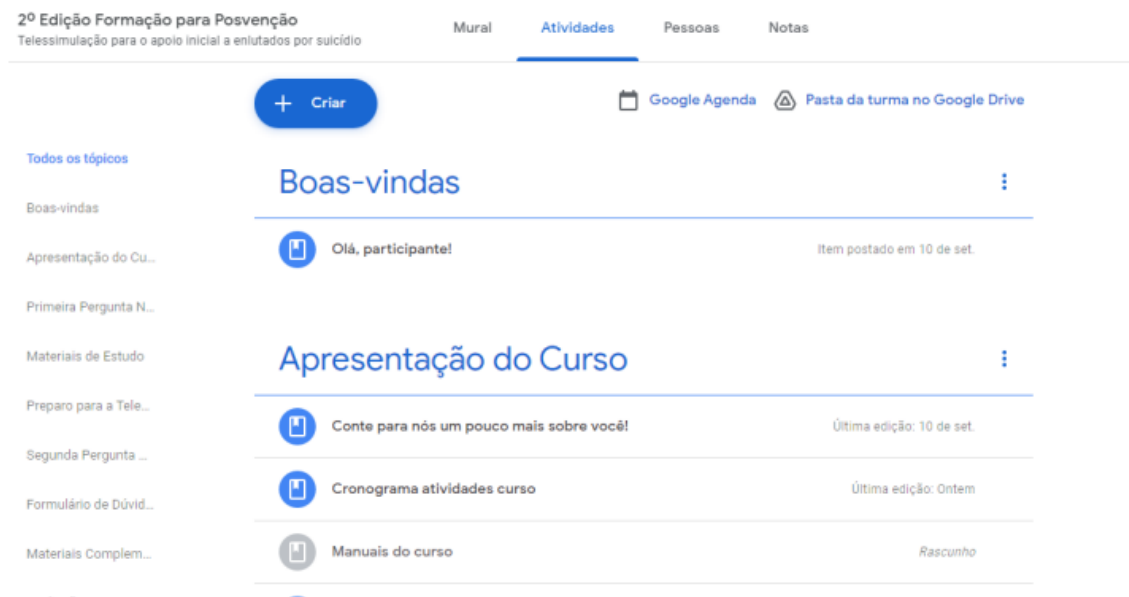 2º Edição Formação para Posvenção
Telessimulação para o apoio inicial a enlutados por suicídio
Mural
Atividades
Pessoas
Notas
Criar
Google Agenda
Pasta da turma no Google Drive
Todos os tópicos
Boas-vindas
Apresentação do Cu...
Primeira Pergunta N...
Materiais de Estudo
Preparo para a Tele...
Segunda Pergunta ...
Formulário de Dúvid...
Materiais Complem...
Boas-vindas
Olá, participante!
Item postado em 10 de set.
Apresentação do Curso
Conte para nós um pouco mais sobre você!
Última edição: 10 de set.
Cronograma atividades curso
Última edição: Ontem
Manuais do curso
Rascunho